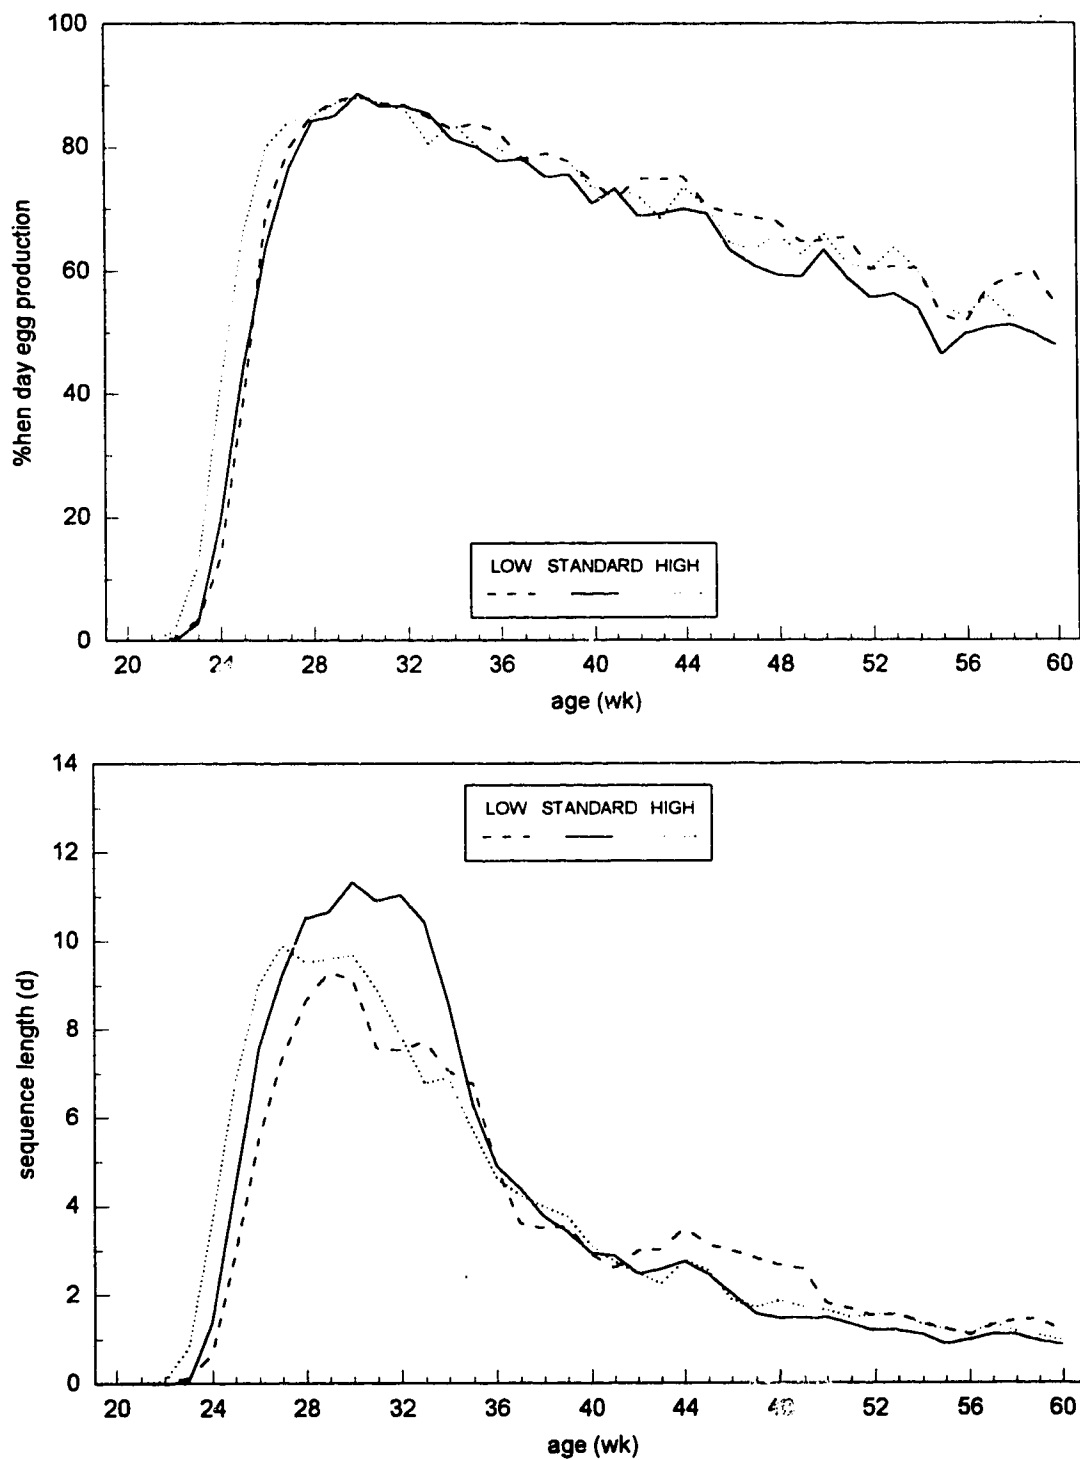 100
80
60
40
20
0
%hen day egg production
LOW STANDARD HIGH
20 28 32 36 40 44 48 52 56 60
age (wk)
14
12
10
8
6
4
2
0
sequence length (d)
LOW STANDARD HIGH
20 24 28 32 36 40 44 52 56 60
age (wk)